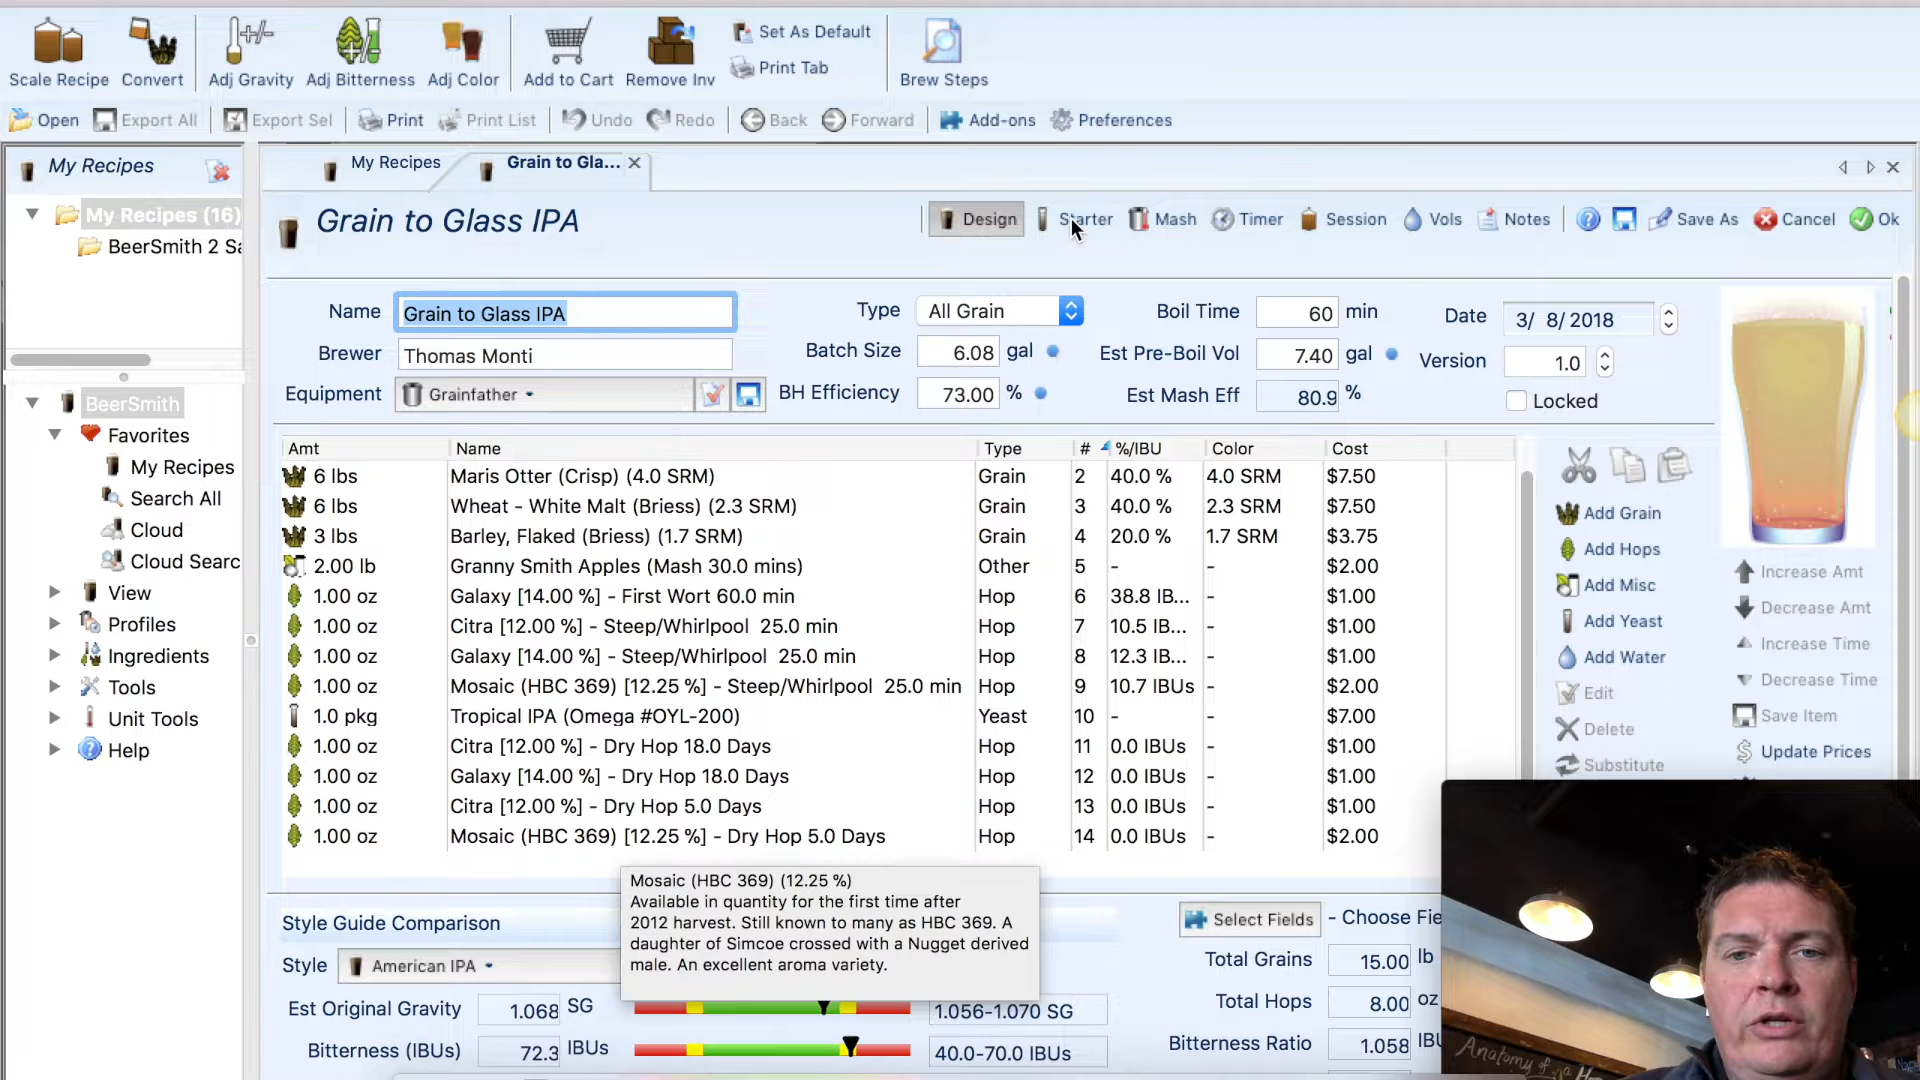 Scale Recipe Convert Adj Gravity Adj Bitterness Adj Color Add to Cart Remove Inv Set As Default Print Tab Brew Steps
Open Export All Export Sel Print Print List Undo Redo Back Forward Add-ons Preferences
My Recipes
My Recipes (16)
BeerSmith 2 Sa
BeerSmith
Favorites
My Recipes
Search All
Cloud
Cloud Searc
View
Profiles
Ingredients
Tools
Unit Tools
Help
My Recipes Grain to Gla...
Grain to Glass IPA
Design Starter Mash Timer Session Vols Notes Save As Cancel Ok
Name Grain to Glass IPA Type All Grain Boil Time 60 min Date 3/ 8/2018
Brewer Thomas Monti Batch Size 6.08 gal Est Pre-Boil Vol 7.40 gal Version 1.0
Equipment Grainfather BH Efficiency 73.00 % Est Mash Eff 80.9 % Locked
Amt Name Type # %/IBU Color Cost
6 lbs Maris Otter (Crisp) (4.0 SRM) Grain 2 40.0 % 4.0 SRM $7.50
6 lbs Wheat - White Malt (Briess) (2.3 SRM) Grain 3 40.0 % 2.3 SRM $7.50
3 lbs Barley, Flaked (Briess) (1.7 SRM) Grain 4 20.0 % 1.7 SRM $3.75
2.00 lb Granny Smith Apples (Mash 30.0 mins) Other 5 - - $2.00
1.00 oz Galaxy [14.00 %] - First Wort 60.0 min Hop 6 38.8 IB... - $1.00
1.00 oz Citra [12.00 %] - Steep/Whirlpool 25.0 min Hop 7 10.5 IB... - $1.00
1.00 oz Galaxy [14.00 %] - Steep/Whirlpool 25.0 min Hop 8 12.3 IB... - $1.00
1.00 oz Mosaic (HBC 369) [12.25 %] - Steep/Whirlpool 25.0 min Hop 9 10.7 IBUs - $2.00
1.0 pkg Tropical IPA (Omega #OYL-200) Yeast 10 - - $7.00
1.00 oz Citra [12.00 %] - Dry Hop 18.0 Days Hop 11 0.0 IBUs - $1.00
1.00 oz Galaxy [14.00 %] - Dry Hop 18.0 Days Hop 12 0.0 IBUs - $1.00
1.00 oz Citra [12.00 %] - Dry Hop 5.0 Days Hop 13 0.0 IBUs - $1.00
1.00 oz Mosaic (HBC 369) [12.25 %] - Dry Hop 5.0 Days Hop 14 0.0 IBUs - $2.00
Add Grain
Add Hops
Add Misc
Add Yeast
Add Water
Edit
Delete
Substitute
Increase Amt
Decrease Amt
Increase Time
Decrease Time
Save Item
Update Prices
Mosaic (HBC 369) (12.25 %)
Available in quantity for the first time after
2012 harvest. Still known to many as HBC 369. A
daughter of Simcoe crossed with a Nugget derived
male. An excellent aroma variety.
Style Guide Comparison Select Fields - Choose Fie
Style American IPA Total Grains 15.00 lb
Est Original Gravity 1.068 SG 1.056-1.070 SG Total Hops 8.00 oz
Bitterness (IBUs) 72.3 IBUs 40.0-70.0 IBUs Bitterness Ratio 1.058 IBU
Anatomy of a